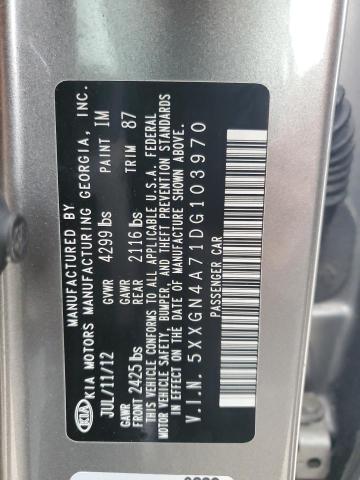 MANUFACTURED BY
KIA KIA MOTORS MANUFACTURING GEORGIA, INC.
JUL/11/12 GVWR 4299 lbs PAINT IM
GAWR FRONT 2425 lbs GAWR REAR 2116 lbs TRIM 87
THIS VEHICLE CONFORMS TO ALL APPLICABLE U.S.A. FEDERAL
MOTOR VEHICLE SAFETY, BUMPER, AND THEFT PREVENTION STANDARDS
IN EFFECT ON THE DATE OF MANUFACTURE SHOWN ABOVE.
V.I.N. 5XXGN4A71DG103970
PASSENGER CAR